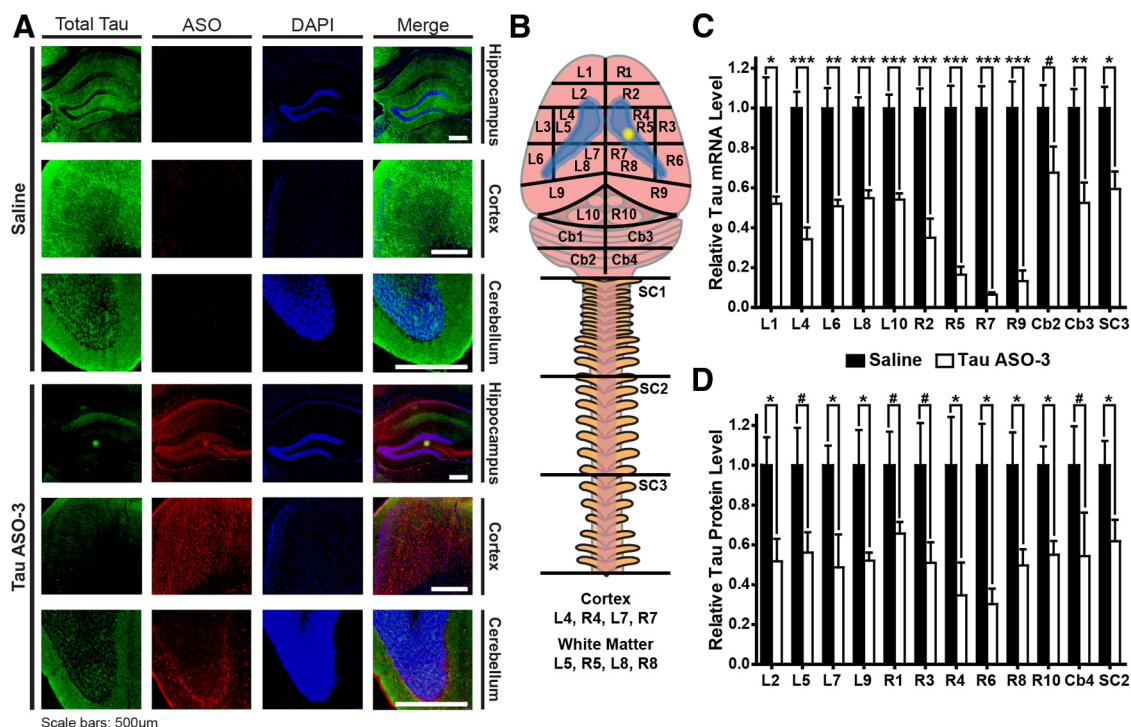 A
Total Tau ASO DAPI Merge
Saline
Hippocampus
Cortex
Cerebellum
Tau ASO-3
Hippocampus
Cortex
Cerebellum
Scale bars: 500um
B
L1 R1
L2 R2
L4 R4
L3 L5 R5 R3
L6 L7 R7 R6
L8 R8
L9 R9
L10 R10
Cb1 Cb3
Cb2 Cb4
SC1
SC2
SC3
Cortex
L4, R4, L7, R7
White Matter
L5, R5, L8, R8
C
* *** ** *** *** *** *** *** *** # ** *
Relative Tau mRNA Level
1.2
1.0
0.8
0.6
0.4
0.2
0.0
L1 L4 L6 L8 L10 R2 R5 R7 R9 Cb2 Cb3 SC3
Saline Tau ASO-3
D
* # * * # # * * * * # *
Relative Tau Protein Level
1.2
1.0
0.8
0.6
0.4
0.2
0.0
L2 L5 L7 L9 R1 R3 R4 R6 R8 R10 Cb4 SC2